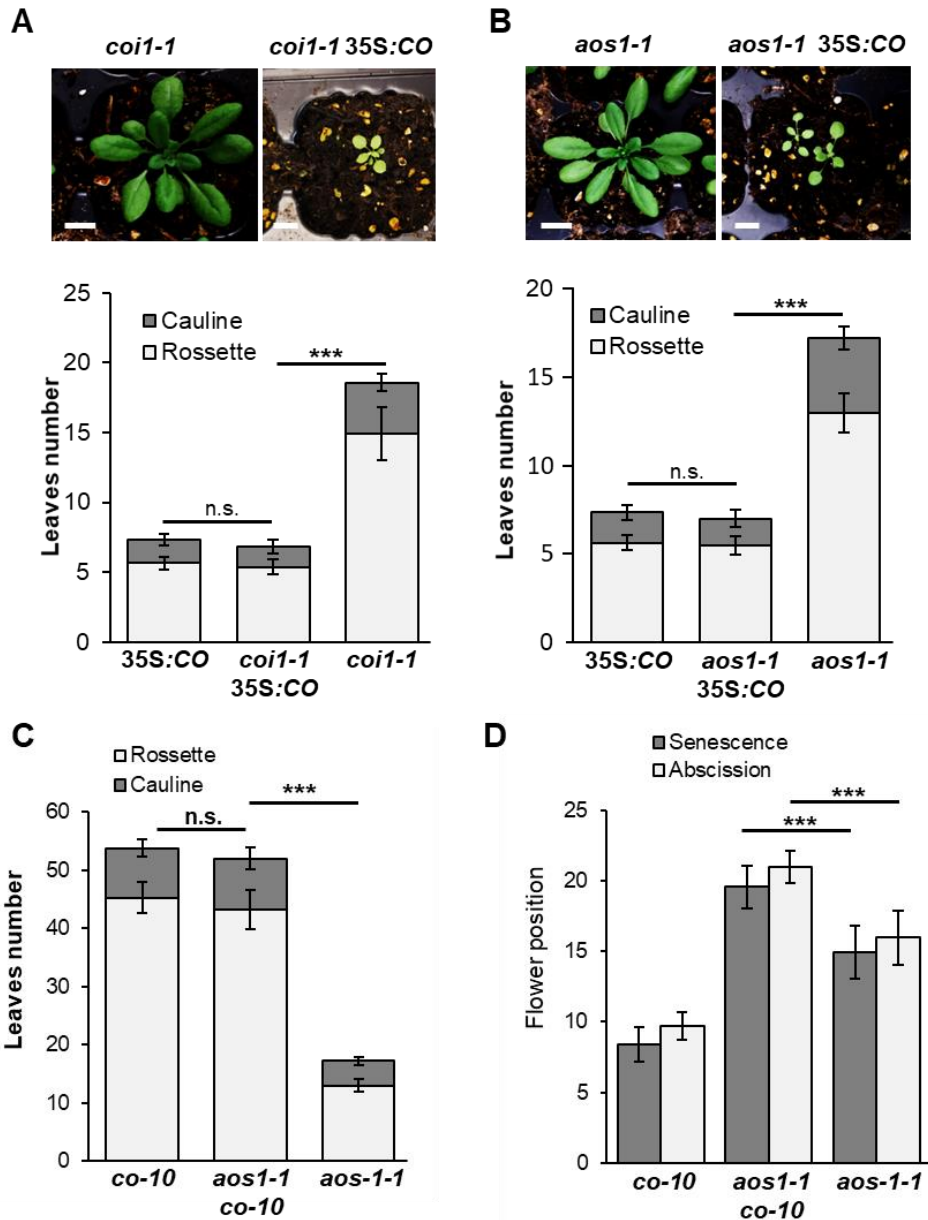 A
coi1-1
coi1-1 35S:CO
25
20
15
10
5
0
Leaves number
Cauline
Rossette
***
n.s.
35S:CO
coi1-1
35S:CO
coi1-1
B
aos1-1
aos1-1 35S:CO
20
15
10
5
0
Leaves number
Cauline
Rossette
***
n.s.
35S:CO
aos1-1
35S:CO
aos1-1
C
Rossette
Cauline
60
50
40
30
20
10
0
Leaves number
n.s.
***
co-10
aos1-1
co-10
aos-1-1
D
Senescence
Abscission
25
20
15
10
5
0
Flower position
***
***
co-10
aos1-1
co-10
aos-1-1